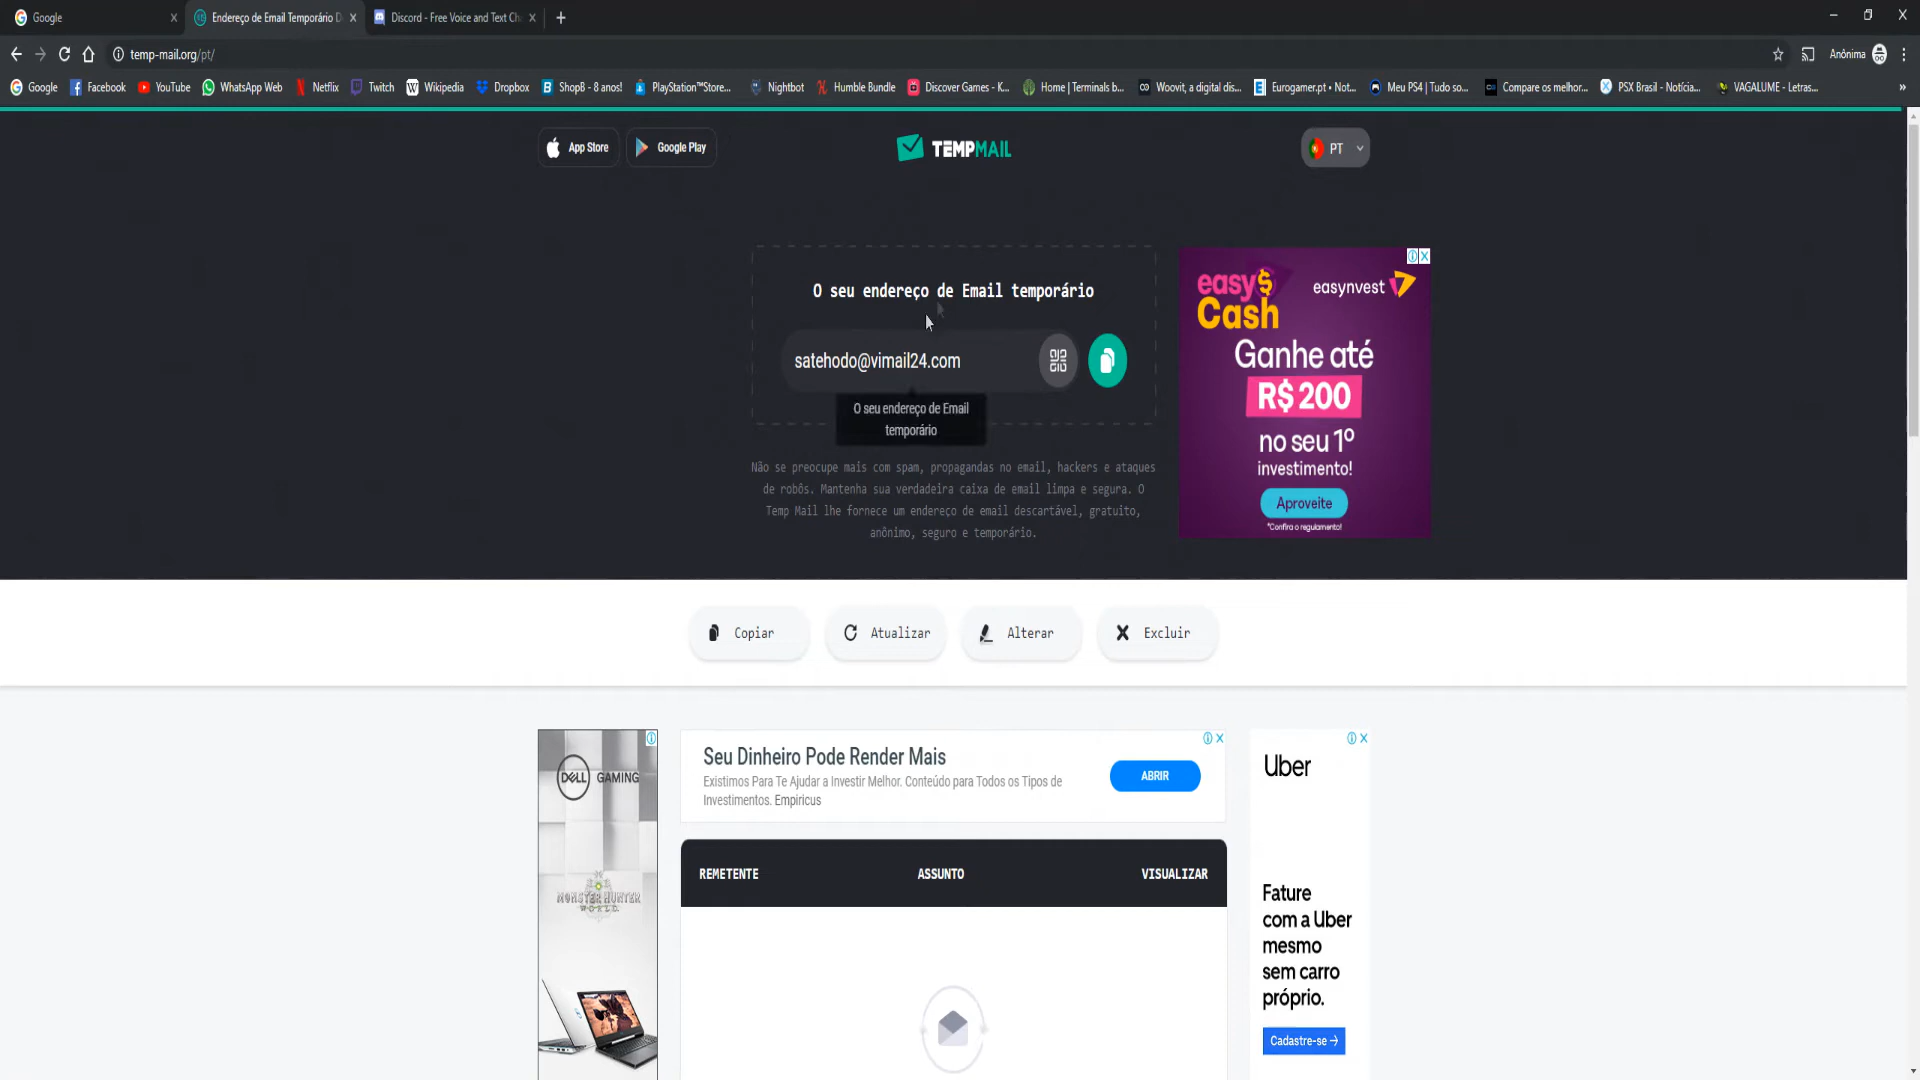 Google
Endereço de Email Temporário D
Discord - Free Voice and Text Ch
temp-mail.org/pt/
Anônima
Google
Facebook
YouTube
WhatsApp Web
Netflix
Twitch
Wikipedia
Dropbox
ShopB - 8 anos!
PlayStation™Store...
Nightbot
Humble Bundle
Discover Games - K...
Home | Terminals b...
Woovit, a digital dis...
Eurogamer.pt • Not...
Meu PS4 | Tudo so...
Compare os melhor...
PSX Brasil - Notícia...
VAGALUME - Letras...
»
App Store
Google Play
TEMPMAIL
PT
O seu endereço de Email temporário
satehodo@vimail24.com
O seu endereço de Email
temporário
Não se preocupe mais com spam, propagandas no email, hackers e ataques
de robôs. Mantenha sua verdadeira caixa de email limpa e segura. O
Temp Mail lhe fornece um endereço de email descartável, gratuito,
anônimo, seguro e temporário.
easy$
Cash
easynvest
Ganhe até
R$ 200
no seu 1º
investimento!
Aproveite
*Confira o regulamento!
Copiar
Atualizar
Alterar
Excluir
DELL GAMING
MONSTER HUNTER
WORLD
Seu Dinheiro Pode Render Mais
Existimos Para Te Ajudar a Investir Melhor. Conteúdo para Todos os Tipos de
Investimentos. Empiricus
ABRIR
REMETENTE
ASSUNTO
VISUALIZAR
Uber
Fature
com a Uber
mesmo
sem carro
próprio.
Cadastre-se →